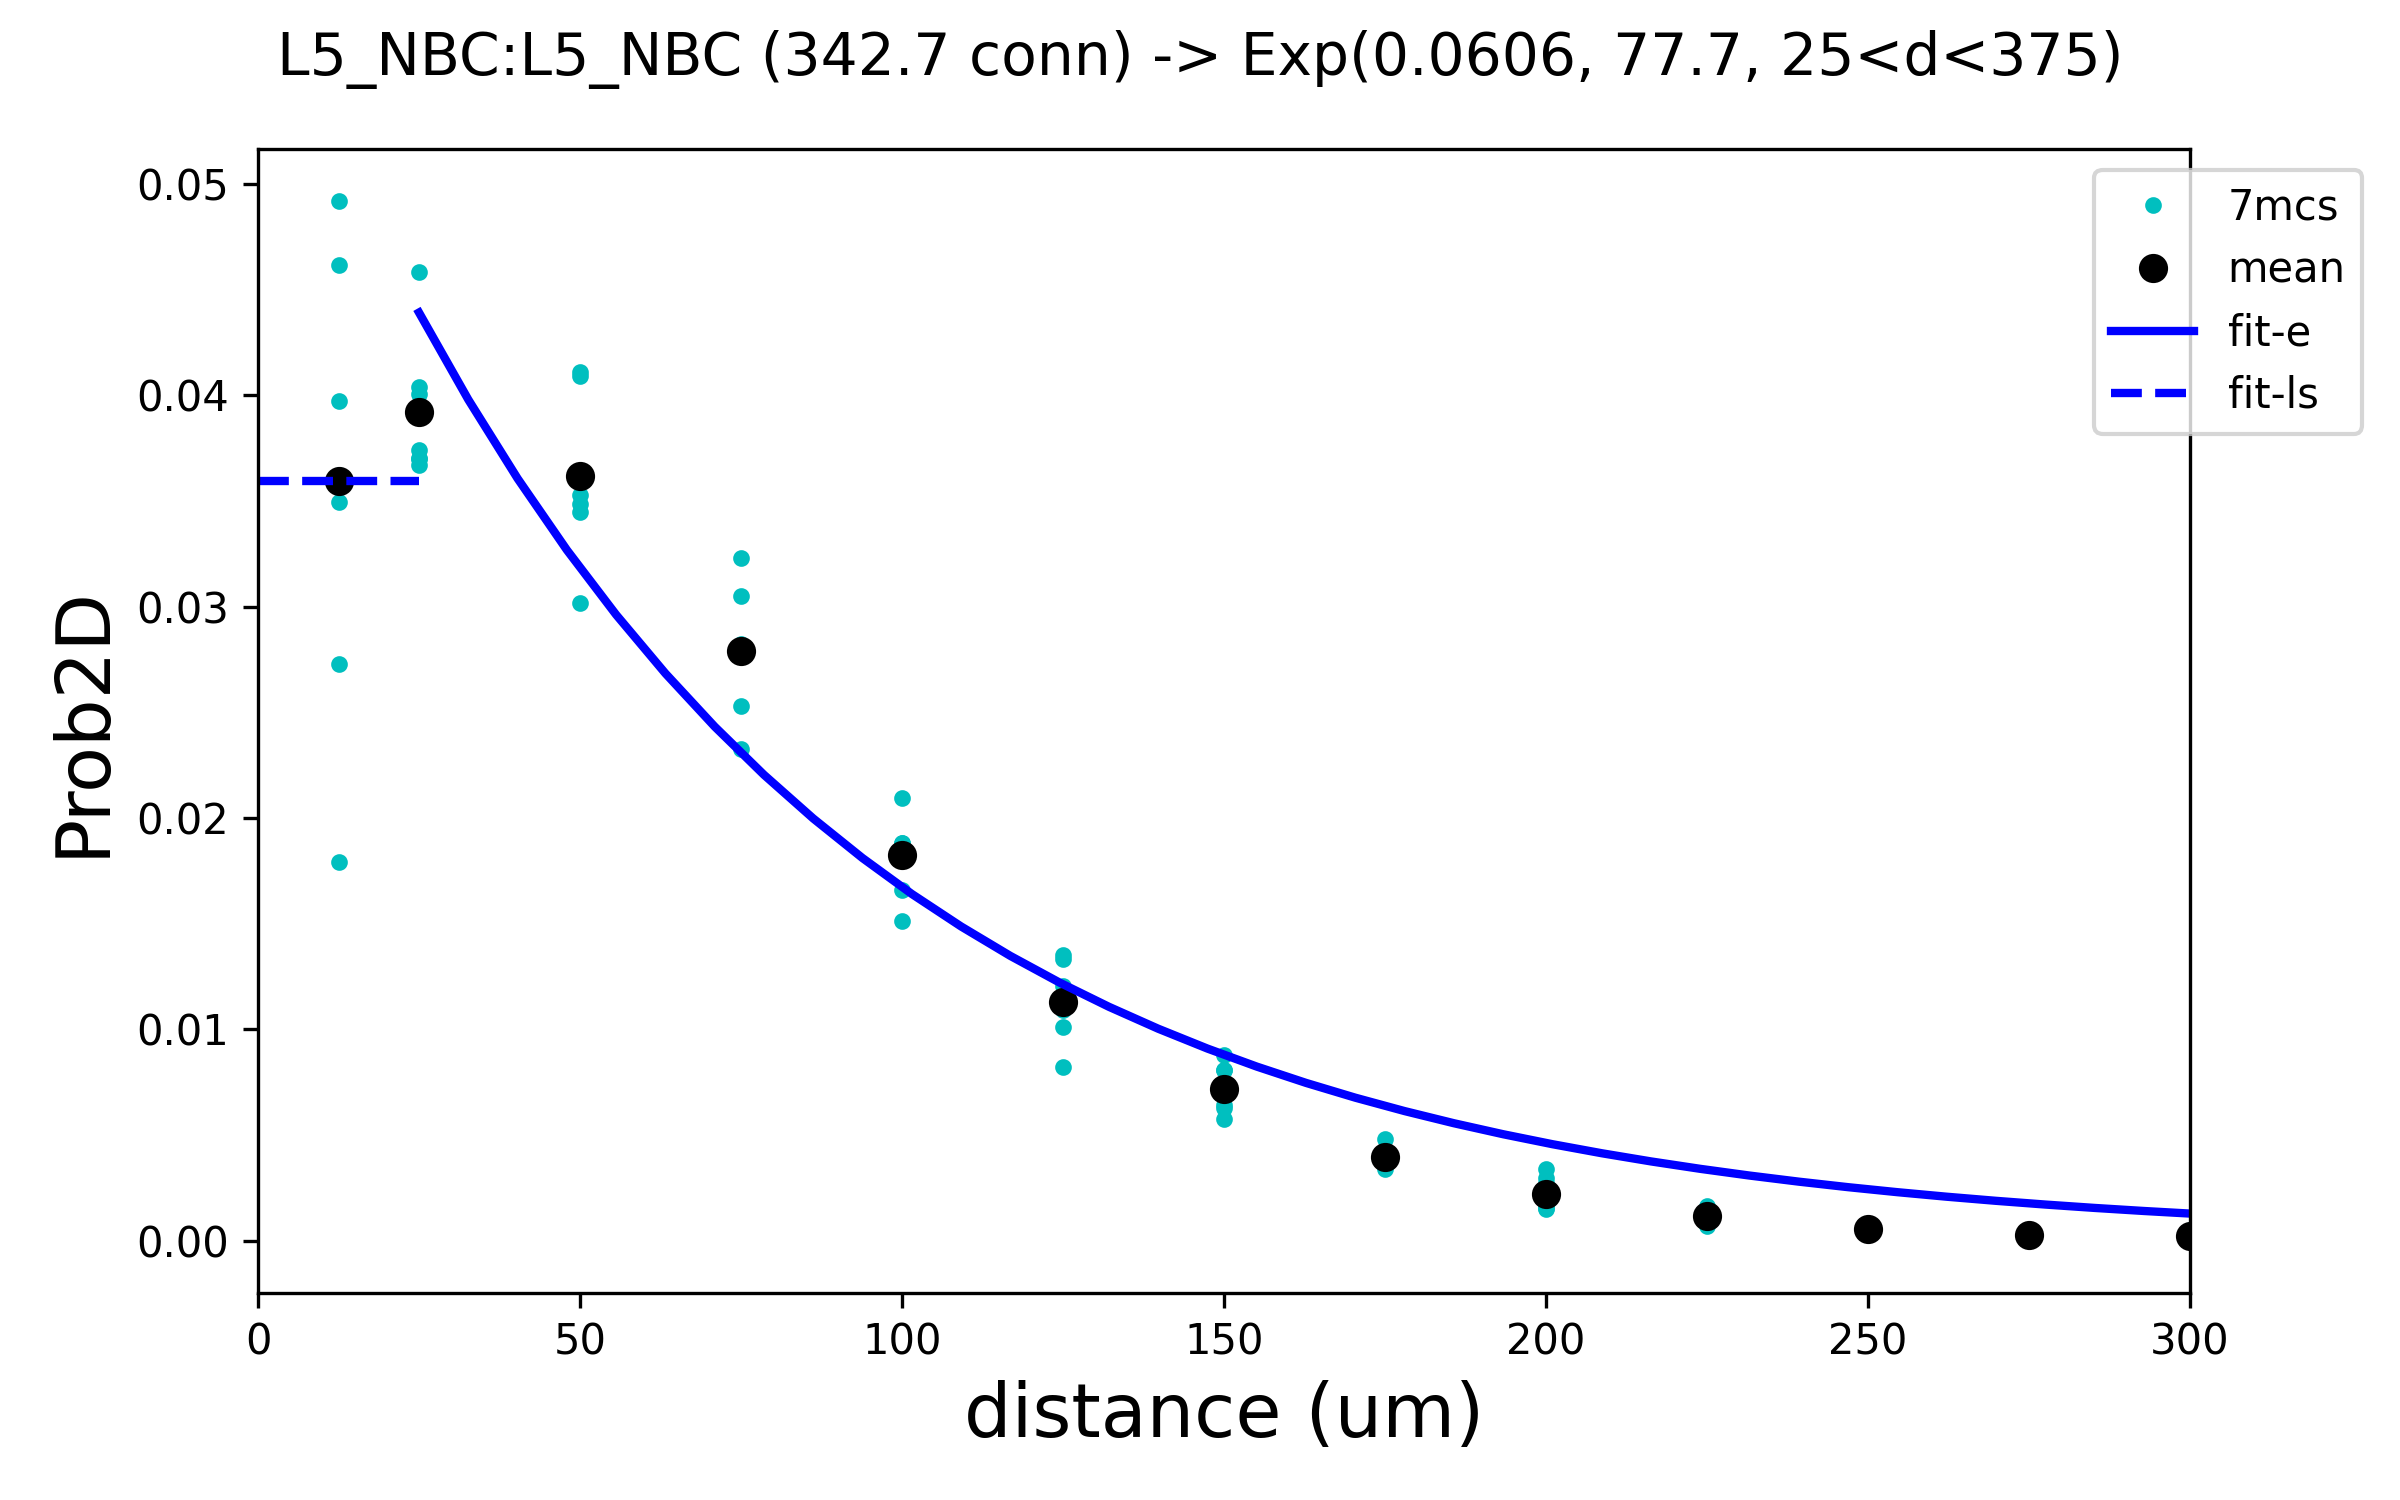 L5_NBC:L5_NBC (342.7 conn) -> Exp(0.0606, 77.7, 25<d<375)
7mcs
mean
fit-e
fit-ls
0.05
0.04
0.03
0.02
0.01
0.00
Prob2D
0 50 100 150 200 250 300
distance (um)